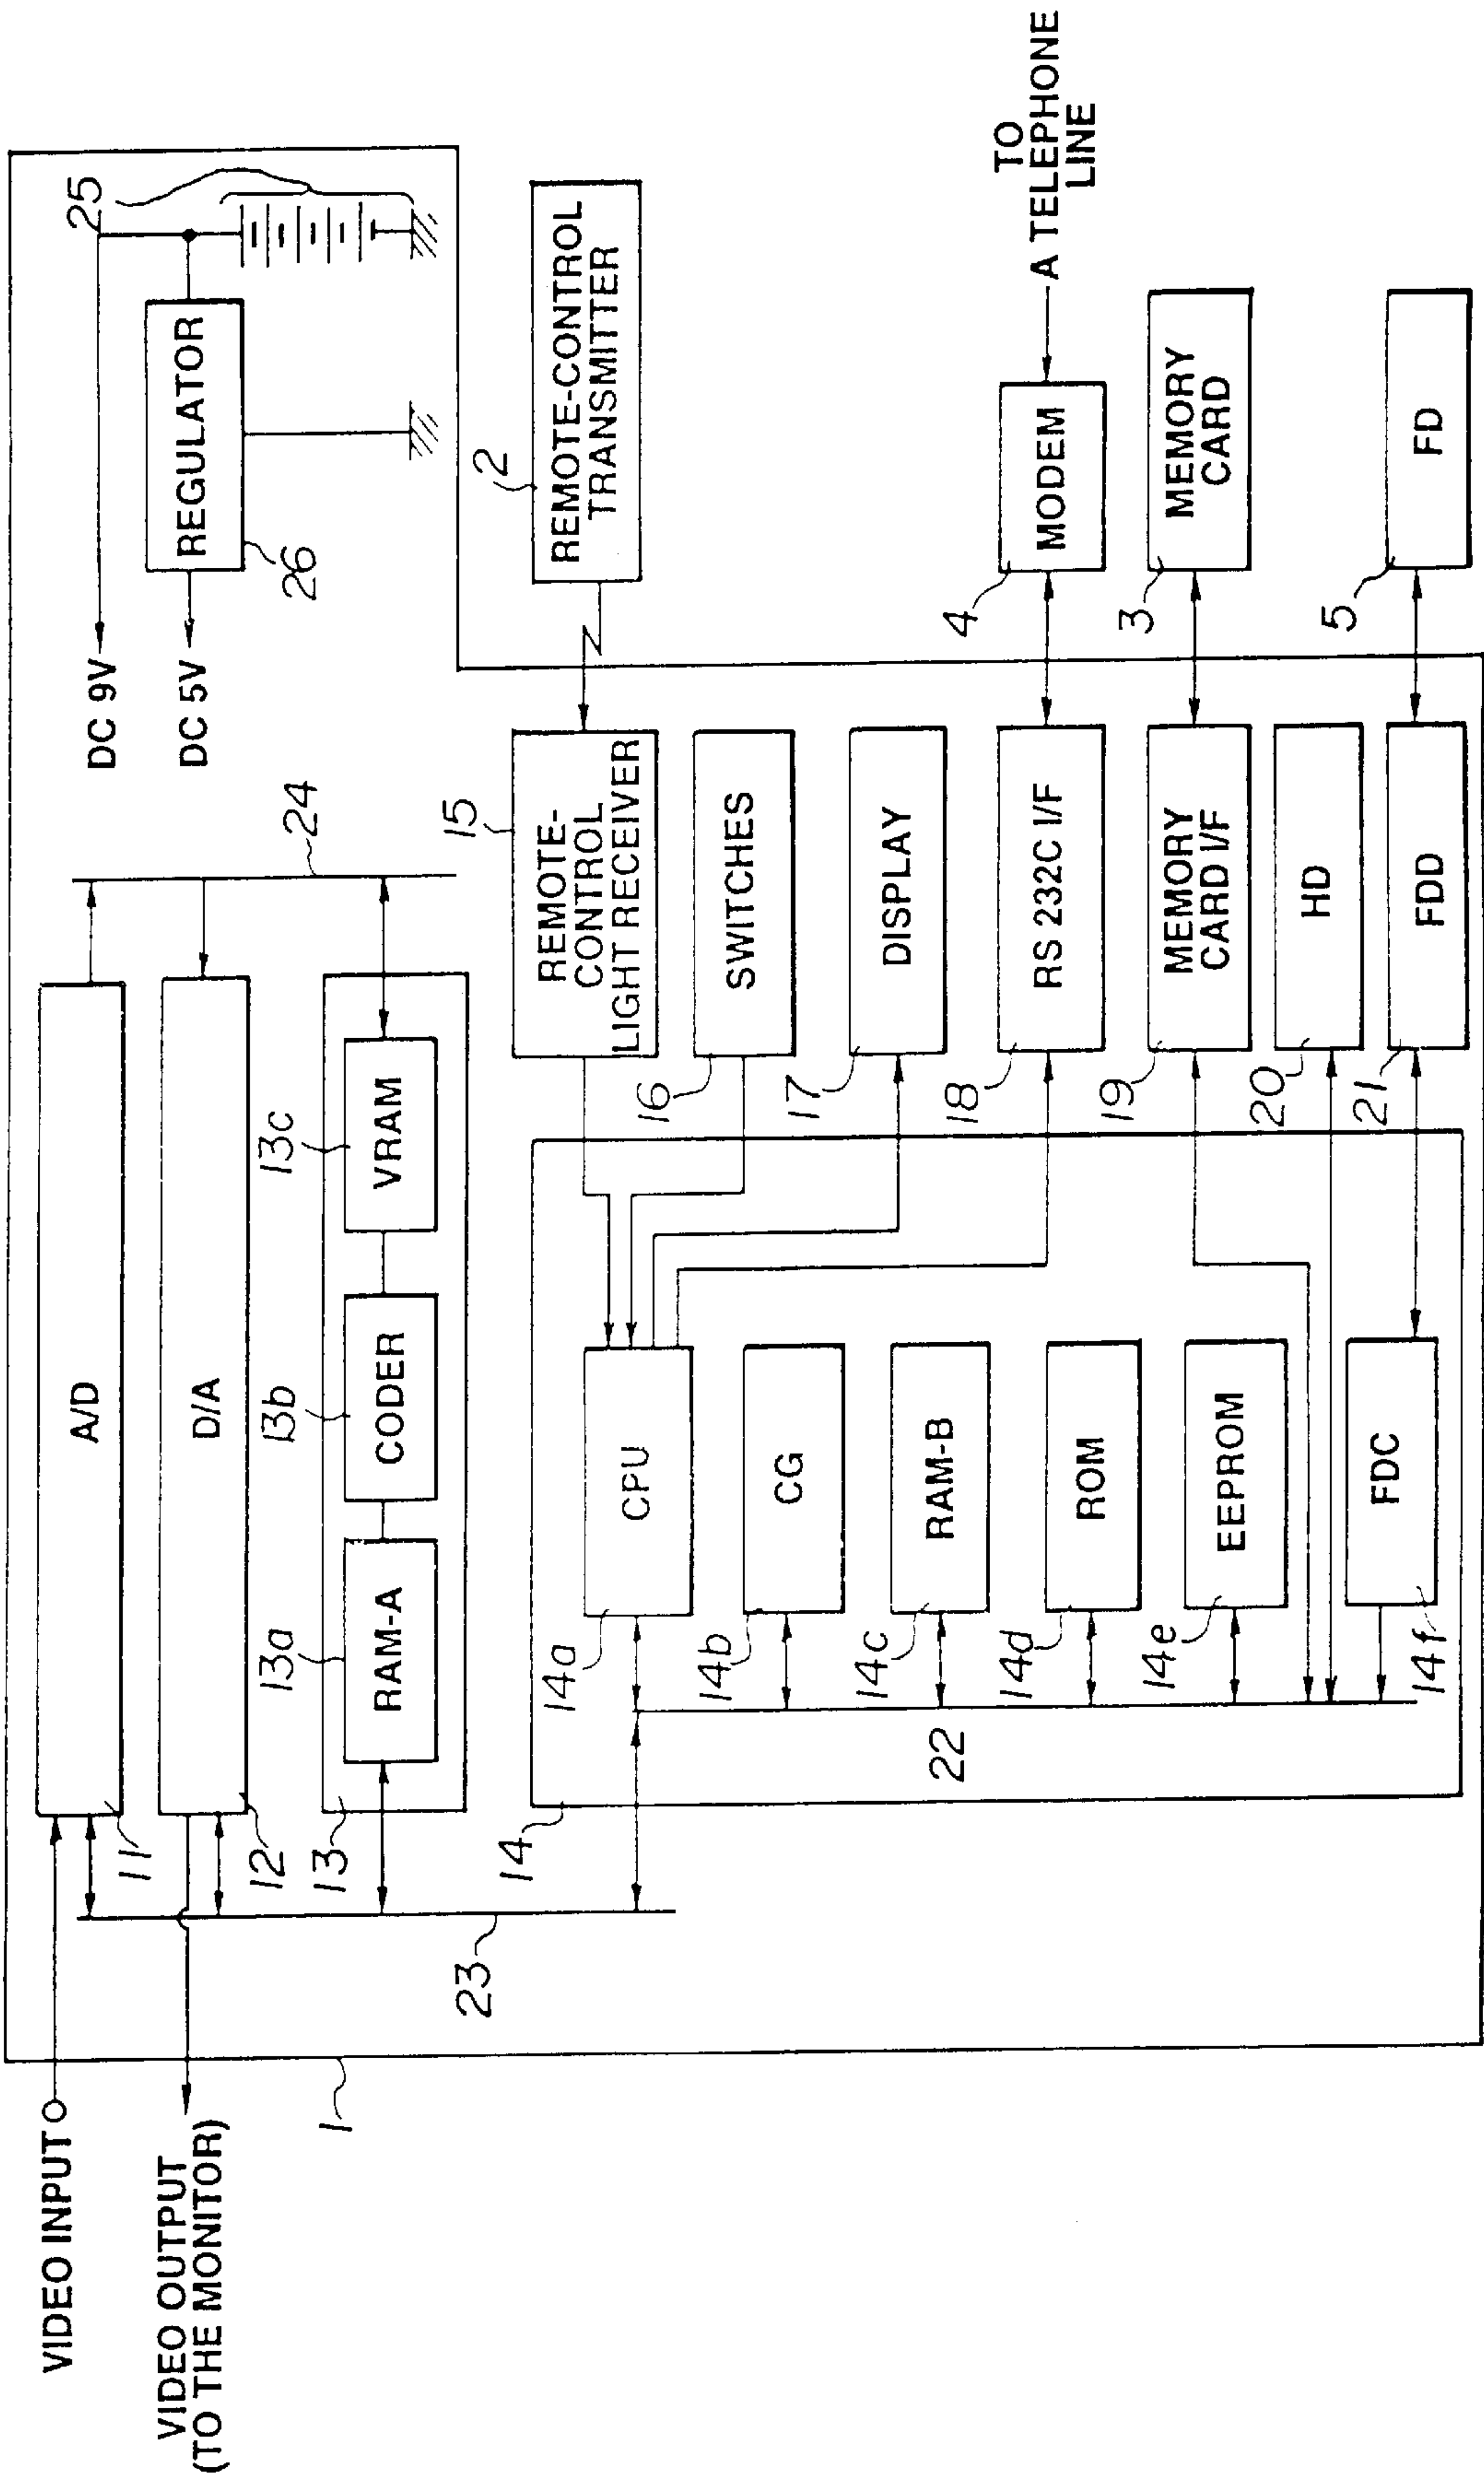 VIDEO INPUT
VIDEO OUTPUT
(TO THE MONITOR)
1
A/D
11
D/A
12
13
RAM-A
13a
CODER
13b
VRAM
13c
23
24
DC 9V
DC 5V
REGULATOR
26
25
14
CPU
14a
CG
14b
RAM-B
14c
ROM
14d
EEPROM
14e
FDC
14f
22
REMOTE-
CONTROL
LIGHT RECEIVER
15
SWITCHES
16
DISPLAY
17
RS 232C I/F
18
MEMORY
CARD I/F
19
HD
20
FDD
21
REMOTE-CONTROL
TRANSMITTER
2
MODEM
4
TO
A TELEPHONE
LINE
MEMORY
CARD
3
FD
5